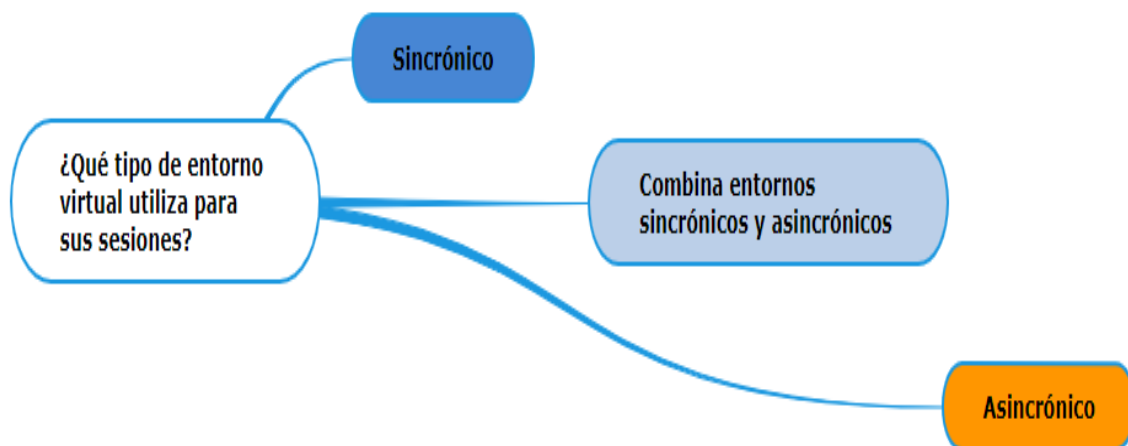 Sincrónico
¿Qué tipo de entorno
virtual utiliza para
sus sesiones?
Combina entornos
sincrónicos y asincrónicos
Asincrónico